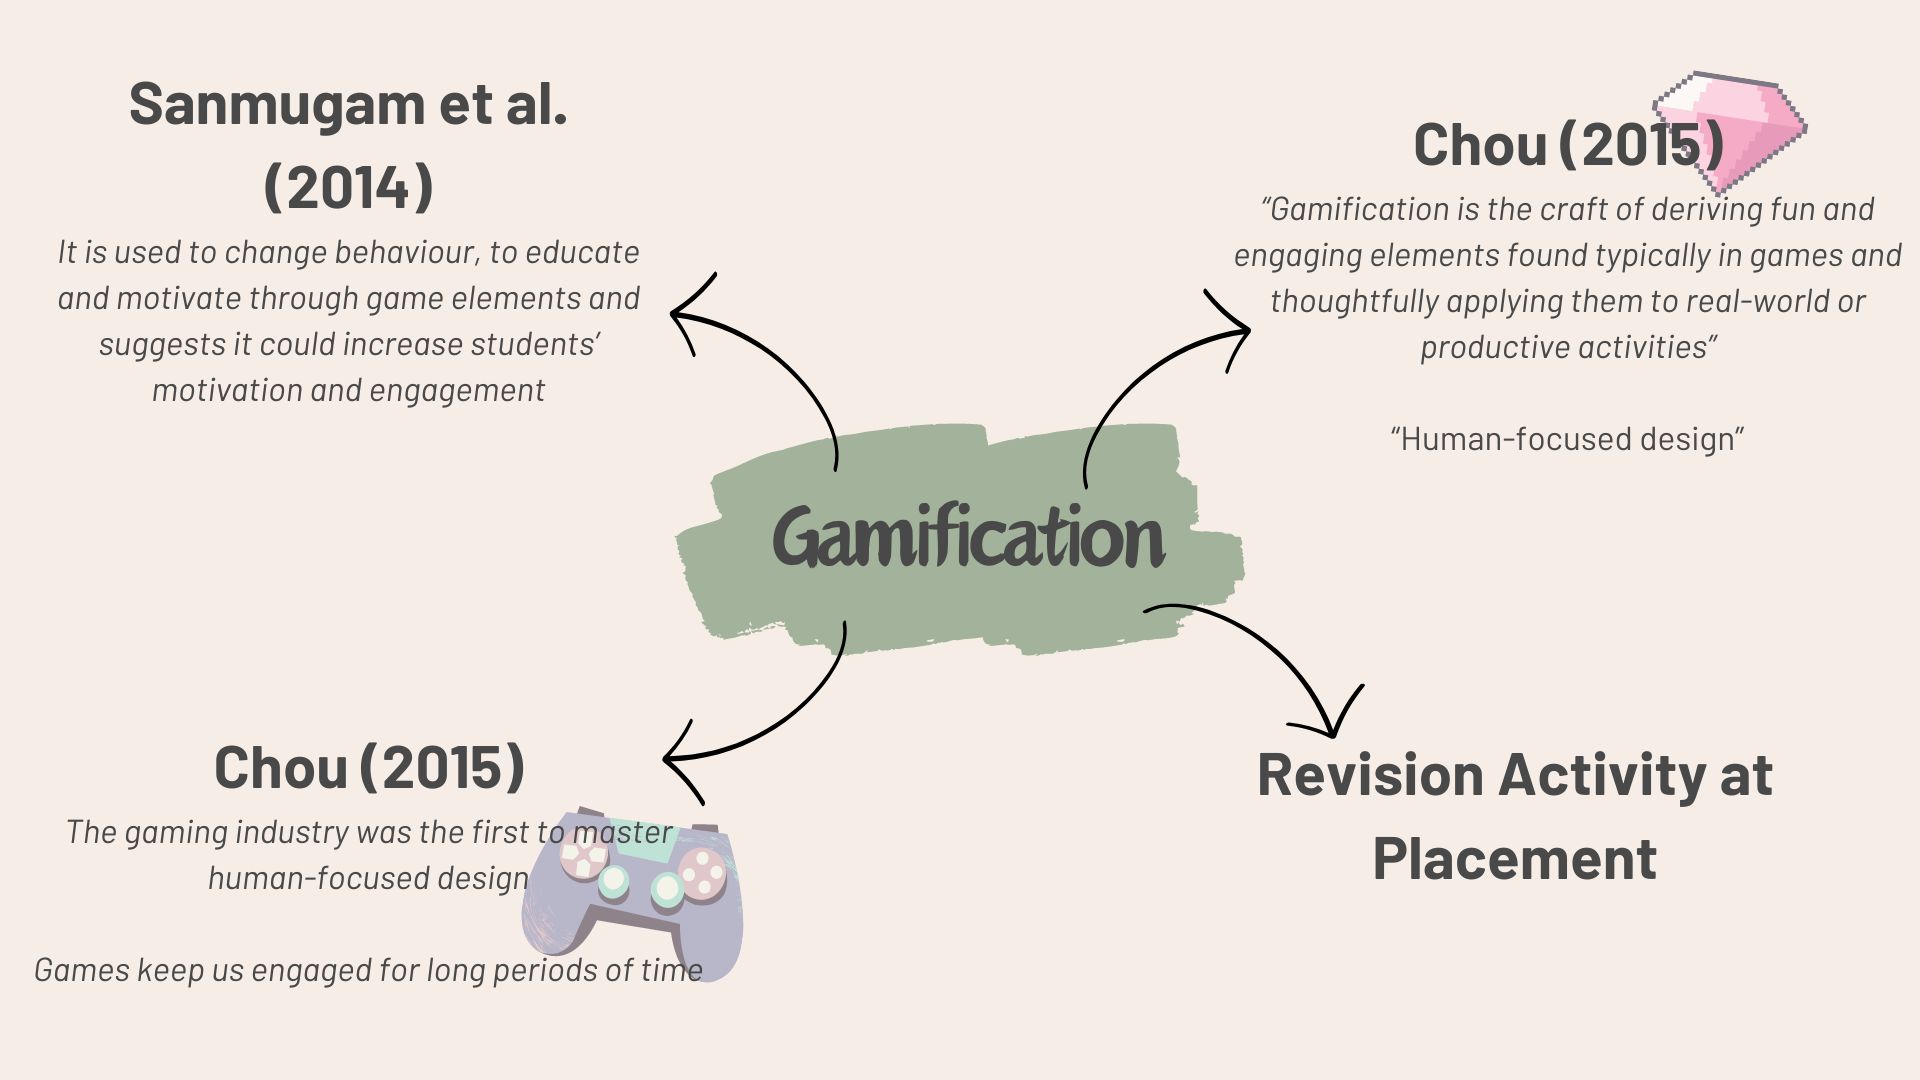 Sanmugam et al.
(2014)
It is used to change behaviour, to educate
and motivate through game elements and
suggests it could increase students’
motivation and engagement
Chou (2015)
“Gamification is the craft of deriving fun and
engaging elements found typically in games and
thoughtfully applying them to real-world or
productive activities”
“Human-focused design”
Gamification
Chou (2015)
The gaming industry was the first to master
human-focused design
Games keep us engaged for long periods of time
Revision Activity at
Placement